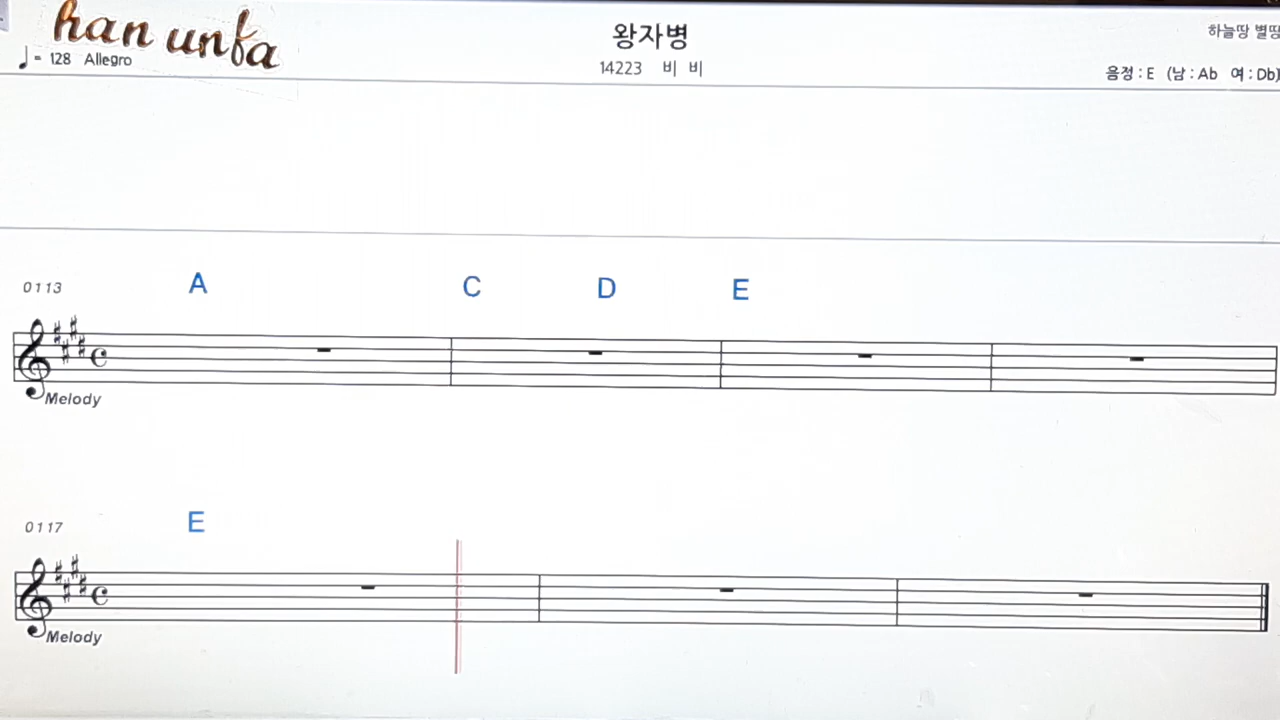 han unfa
♩ = 128 Allegro
왕자병
14223 비 비
하늘땅 별땅
음정 : E (남 : Ab 여 : Db)
0113
A C D E
Melody
0117
E
Melody